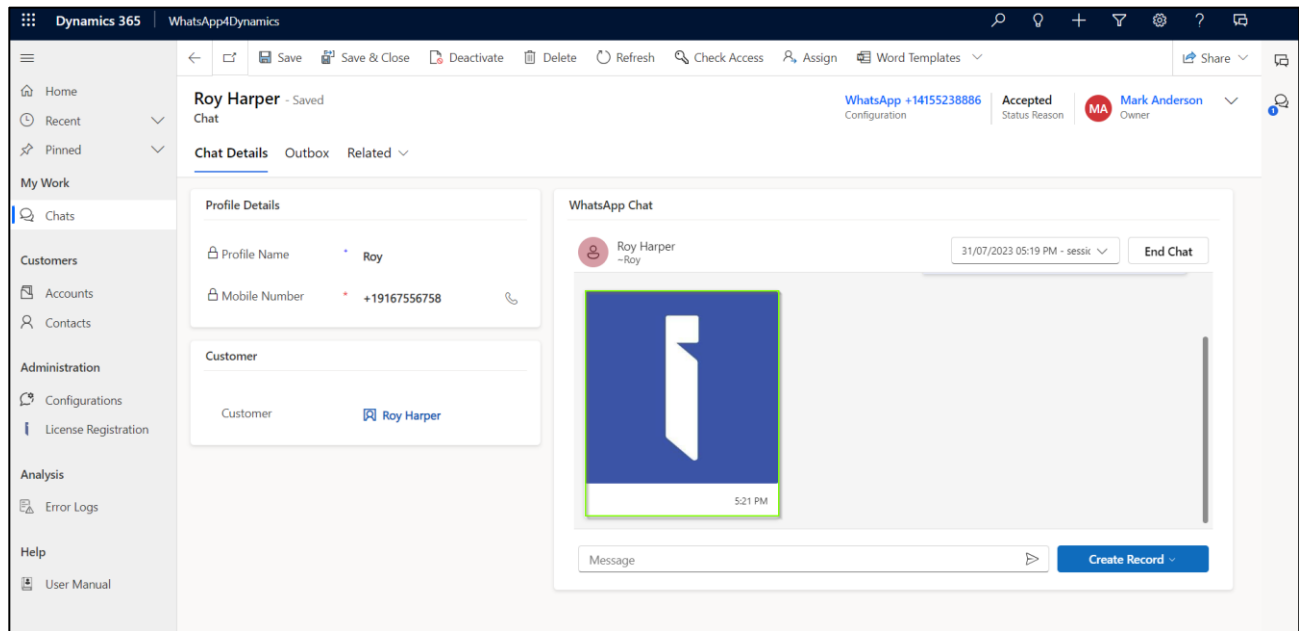 Dynamics 365 WhatsApp4Dynamics
Save Save & Close Deactivate Delete Refresh Check Access Assign Word Templates Share
Home
Recent
Pinned
My Work
Chats
Customers
Accounts
Contacts
Administration
Configurations
License Registration
Analysis
Error Logs
Help
User Manual
Roy Harper - Saved
Chat
WhatsApp +14155238886
Configuration
Accepted
Status Reason
MA
Mark Anderson
Owner
Chat Details Outbox Related
Profile Details
Profile Name * Roy
Mobile Number * +19167556758
Customer
Customer Roy Harper
WhatsApp Chat
Roy Harper
~Roy
31/07/2023 05:19 PM - sessic
End Chat
5:21 PM
Message
Create Record
1